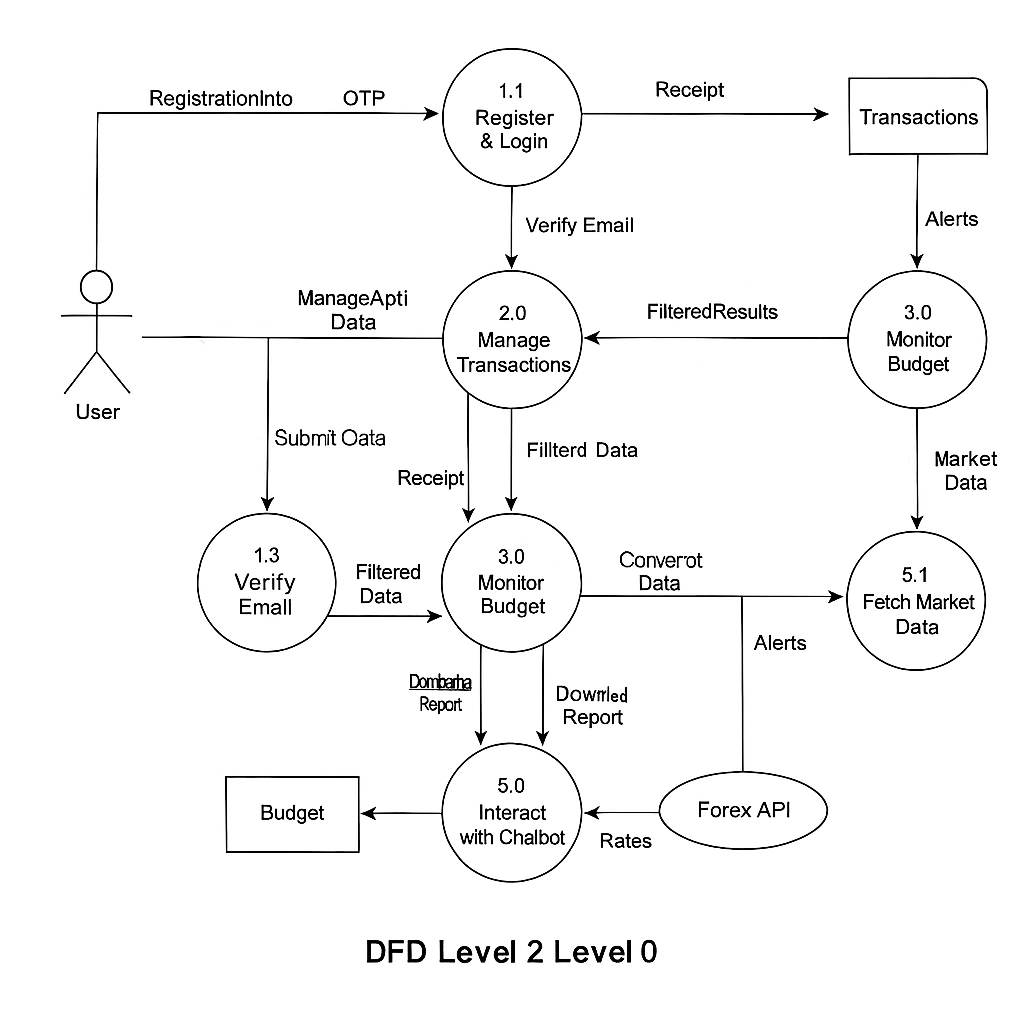 RegistrationInto OTP
1.1
Register
& Login
Receipt
Transactions
Verify Email
Alerts
ManageApti
Data
2.0
Manage
Transactions
FilteredResults
3.0
Monitor
Budget
User
Submit Oata
Receipt
Fillterd Data
Market
Data
1.3
Verify
Emall
Filtered
Data
3.0
Monitor
Budget
Converot
Data
5.1
Fetch Market
Data
Alerts
Report
Report
5.0
Interact
with Chalbot
Budget
Forex API
Rates
DFD Level 2 Level 0